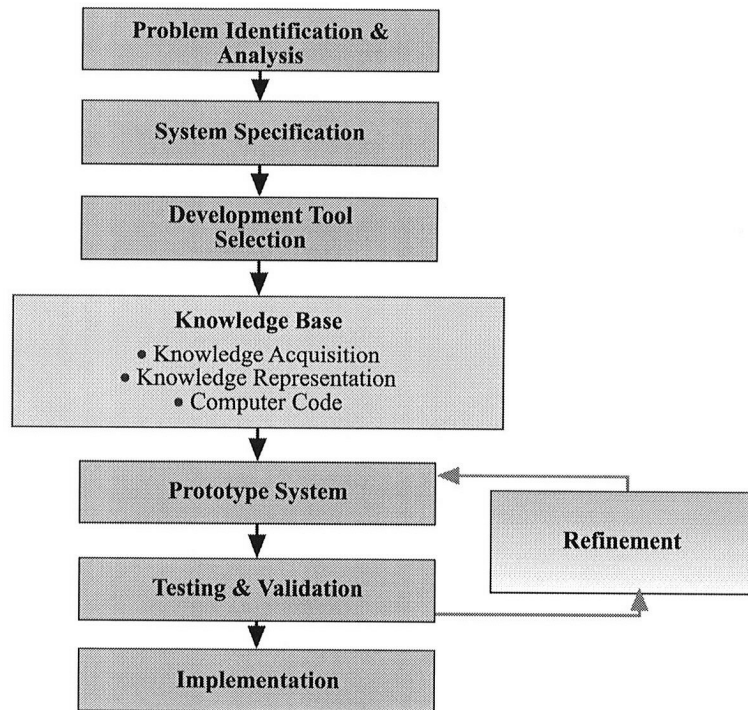 Problem Identification &
Analysis
System Specification
Development Tool
Selection
Knowledge Base
• Knowledge Acquisition
• Knowledge Representation
• Computer Code
Prototype System
Refinement
Testing & Validation
Implementation